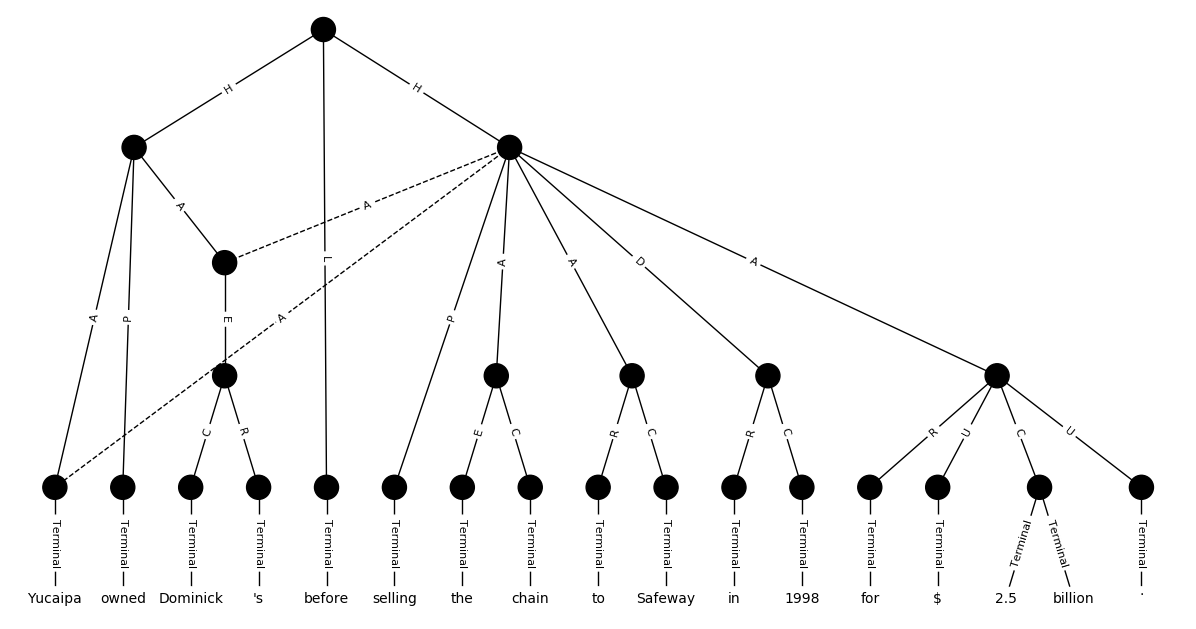 H H
A A
A P E L A P A A D A
C R E C R C R C R U C U
Terminal Terminal Terminal Terminal Terminal Terminal Terminal Terminal Terminal Terminal Terminal Terminal Terminal Terminal Terminal Terminal Terminal
Yucaipa owned Dominick 's before selling the chain to Safeway in 1998 for $ 2.5 billion .